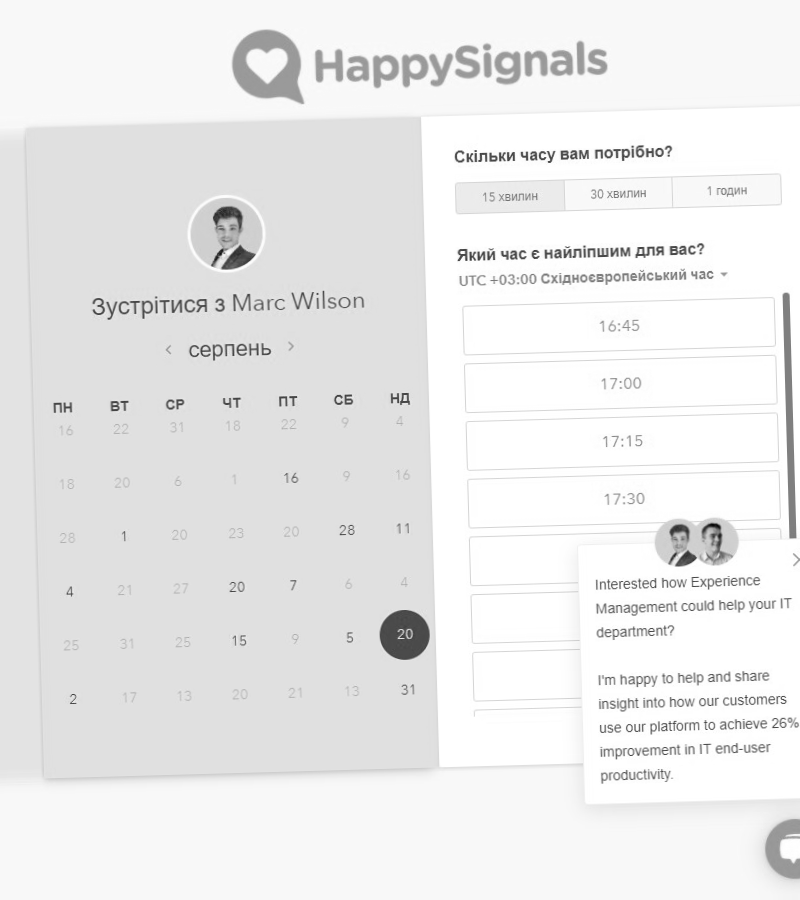 HappySignals
Зустрітися з Marc Wilson
серпень
ПН ВТ СР ЧТ ПТ СБ НД
16 22 31 18 22 9 4
18 20 6 1 16 9 16
28 1 20 23 20 28 11
4 21 27 20 7 6 4
25 31 25 15 9 5 20
2 17 13 20 21 13 31
Скільки часу вам потрібно?
15 хвилин 30 хвилин 1 годин
Який час є найліпшим для вас?
UTC +03:00 Східноєвропейський час
16:45
17:00
17:15
17:30
Interested how Experience
Management could help your IT
department?
I'm happy to help and share
insight into how our customers
use our platform to achieve 26%
improvement in IT end-user
productivity.